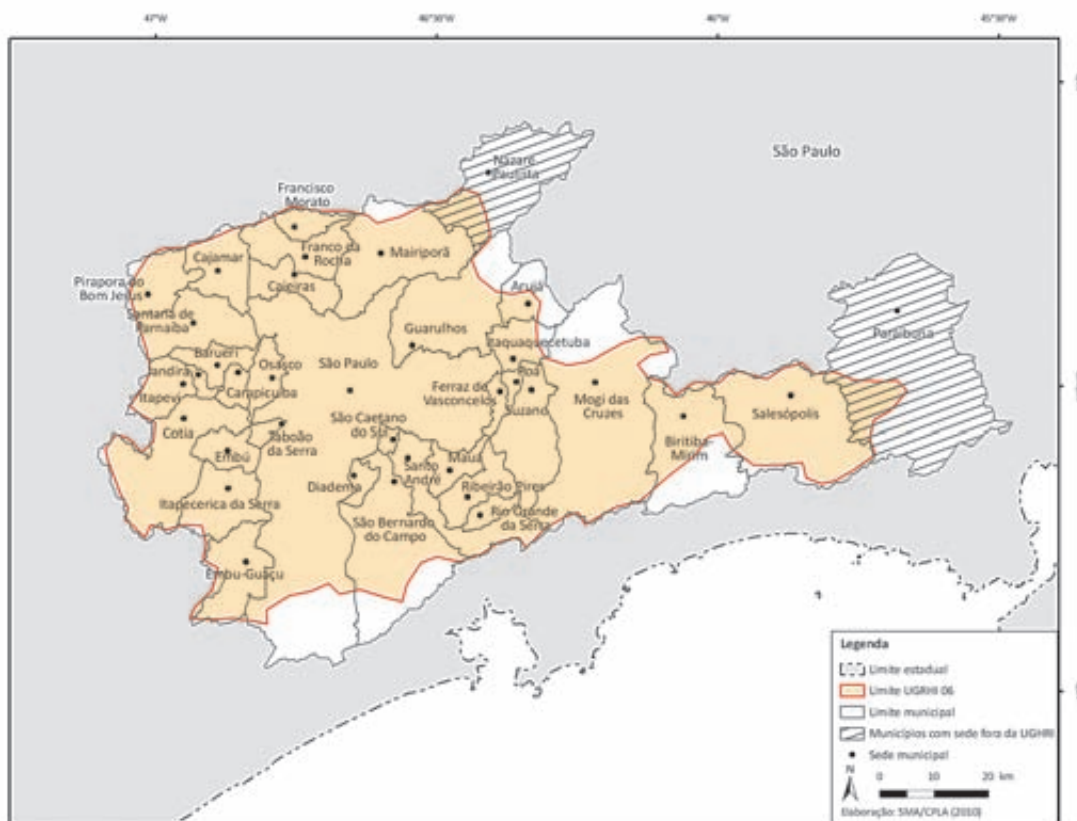 47°W
46°30'W
46°W
45°30'W
São Paulo
Nazaré
Paulista
Francisco
Morato
Franco da
Rocha
Mairiporã
Cajamar
Caieiras
Pirapora do
Bom Jesus
Santana de
Parnaíba
Arujá
Guarulhos
Paraibuna
Itaquaquecetuba
Barueri
Osasco
São Paulo
Jandira
Carapicuíba
Poá
Itapevi
Ferraz de
Vasconcelos
Suzano
Mogi das
Cruzes
Salesópolis
São Caetano
do Sul
Cotia
Taboão
da Serra
Biritiba-
Mirim
Embú
Santo
André
Mauá
Diadema
Ribeirão Pires
Itapecerica da Serra
Rio Grande
da Serra
São Bernardo
do Campo
Embu-Guaçu
Legenda
Limite estadual
Limite UGRHI 06
Limite municipal
Municípios com sede fora da UGHRI
Sede municipal
N
0 10 20 km
Elaboração: SMA/CPLA (2010)